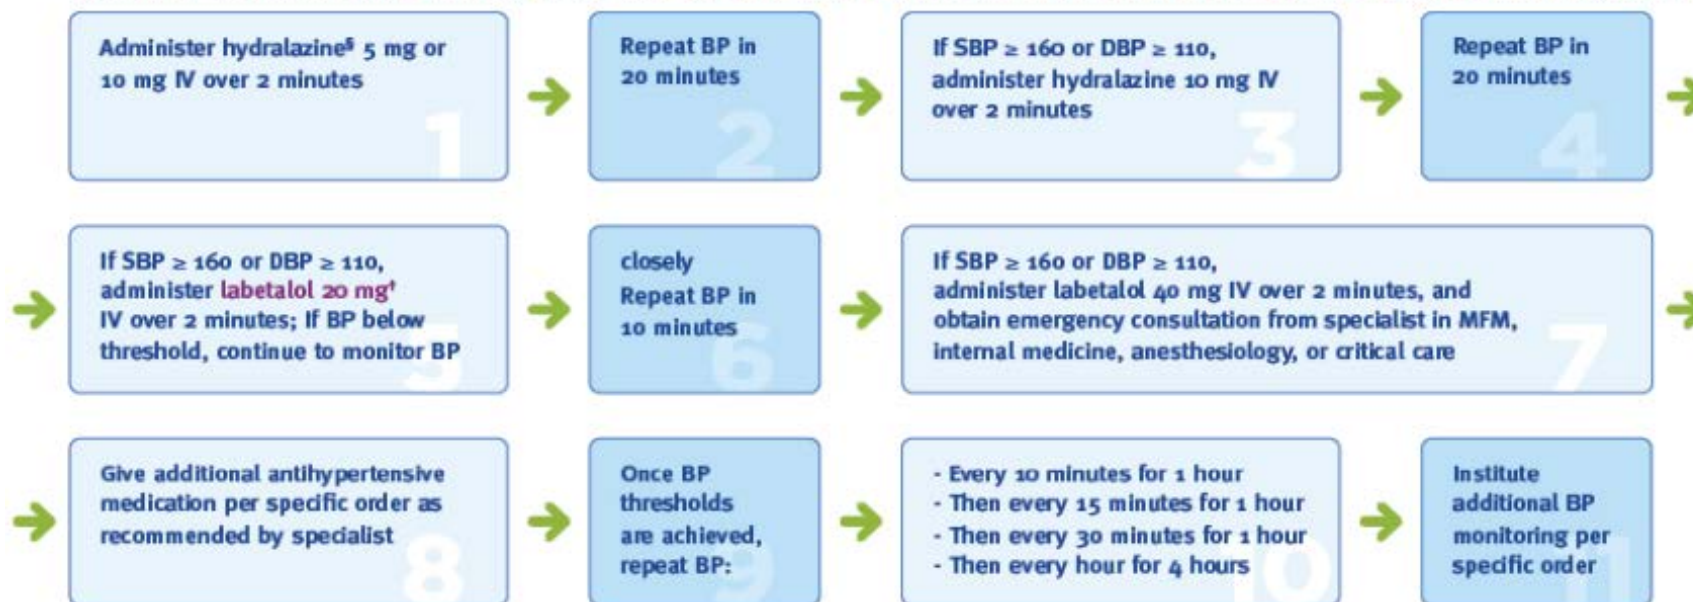 Administer hydralazine§ 5 mg or
10 mg IV over 2 minutes
1
Repeat BP in
20 minutes
2
If SBP ≥ 160 or DBP ≥ 110,
administer hydralazine 10 mg IV
over 2 minutes
3
Repeat BP in
20 minutes
4
If SBP ≥ 160 or DBP ≥ 110,
administer labetalol 20 mg†
IV over 2 minutes; If BP below
threshold, continue to monitor BP
5
closely
Repeat BP in
10 minutes
6
If SBP ≥ 160 or DBP ≥ 110,
administer labetalol 40 mg IV over 2 minutes, and
obtain emergency consultation from specialist in MFM,
internal medicine, anesthesiology, or critical care
7
Give additional antihypertensive
medication per specific order as
recommended by specialist
8
Once BP
thresholds
are achieved,
repeat BP:
9
- Every 10 minutes for 1 hour
- Then every 15 minutes for 1 hour
- Then every 30 minutes for 1 hour
- Then every hour for 4 hours
10
Institute
additional BP
monitoring per
specific order
11